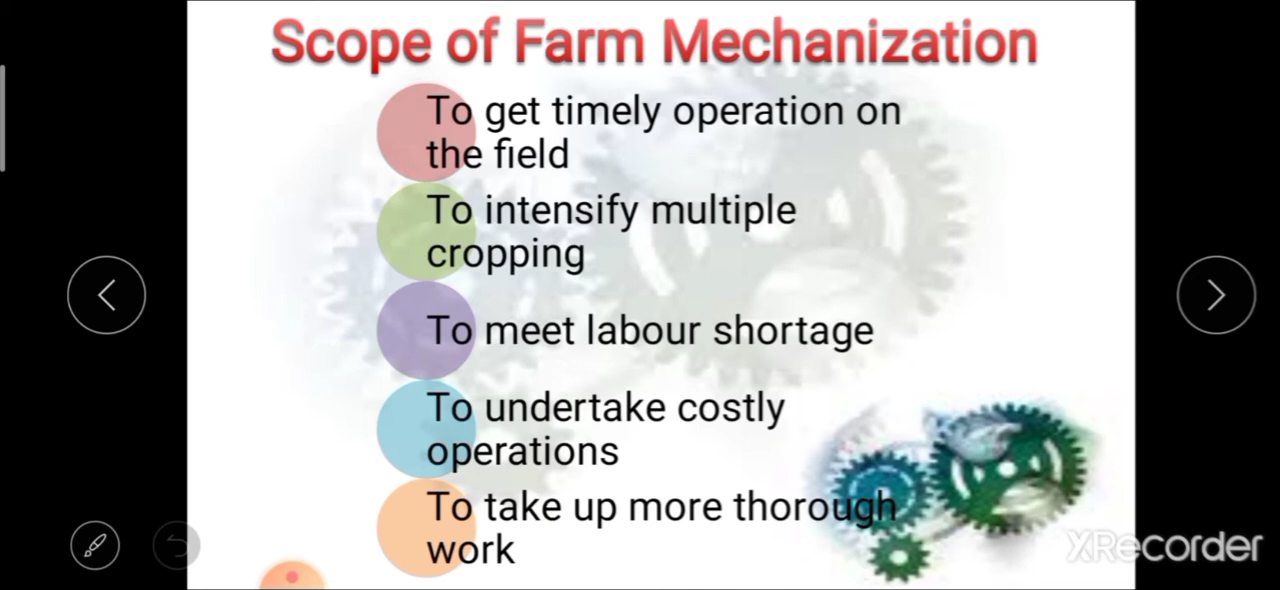 Scope of Farm Mechanization
To get timely operation on
the field
To intensify multiple
cropping
To meet labour shortage
To undertake costly
operations
To take up more thorough
work
XRecorder